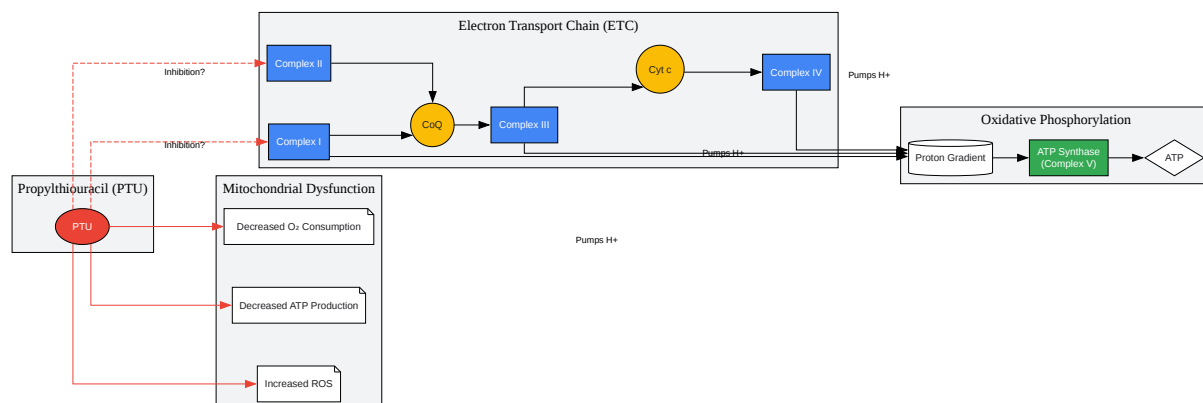 Electron Transport Chain (ETC)
Complex II
Inhibition?
Cyt c
Complex IV
Pumps H+
CoQ
Complex III
Complex I
Inhibition?
Pumps H+
Oxidative Phosphorylation
Proton Gradient
ATP Synthase
(Complex V)
ATP
Propylthiouracil (PTU)
PTU
Mitochondrial Dysfunction
Decreased O₂ Consumption
Pumps H+
Decreased ATP Production
Increased ROS